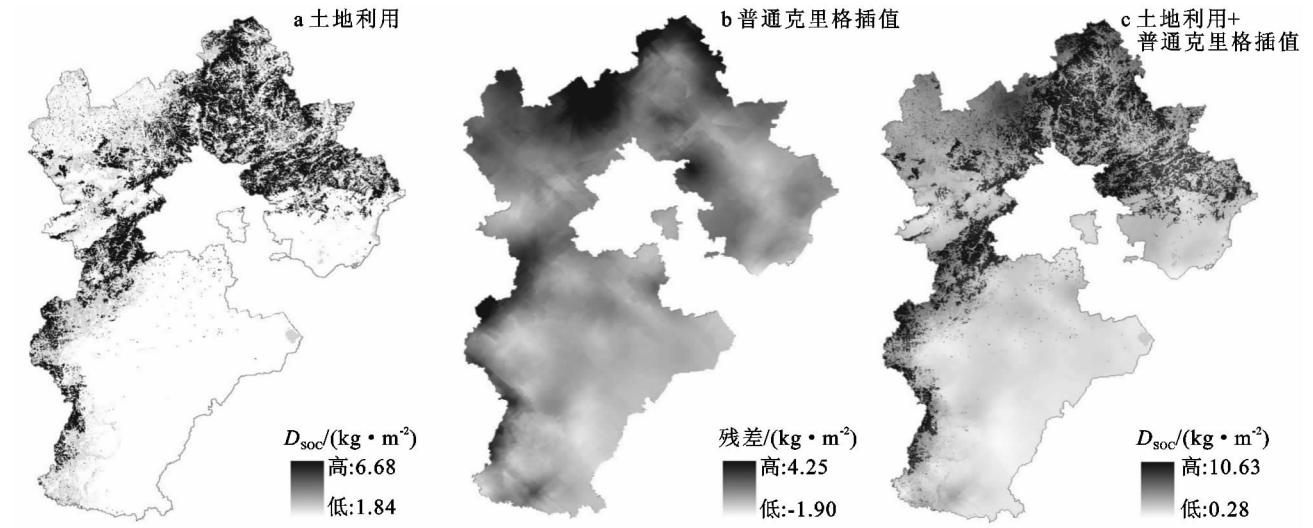 a 土地利用
b 普通克里格插值
c 土地利用+
普通克里格插值
Dsoc/(kg·m-2)
高:6.68
低:1.84
残差/(kg·m-2)
高:4.25
低:-1.90
Dsoc/(kg·m-2)
高:10.63
低:0.28